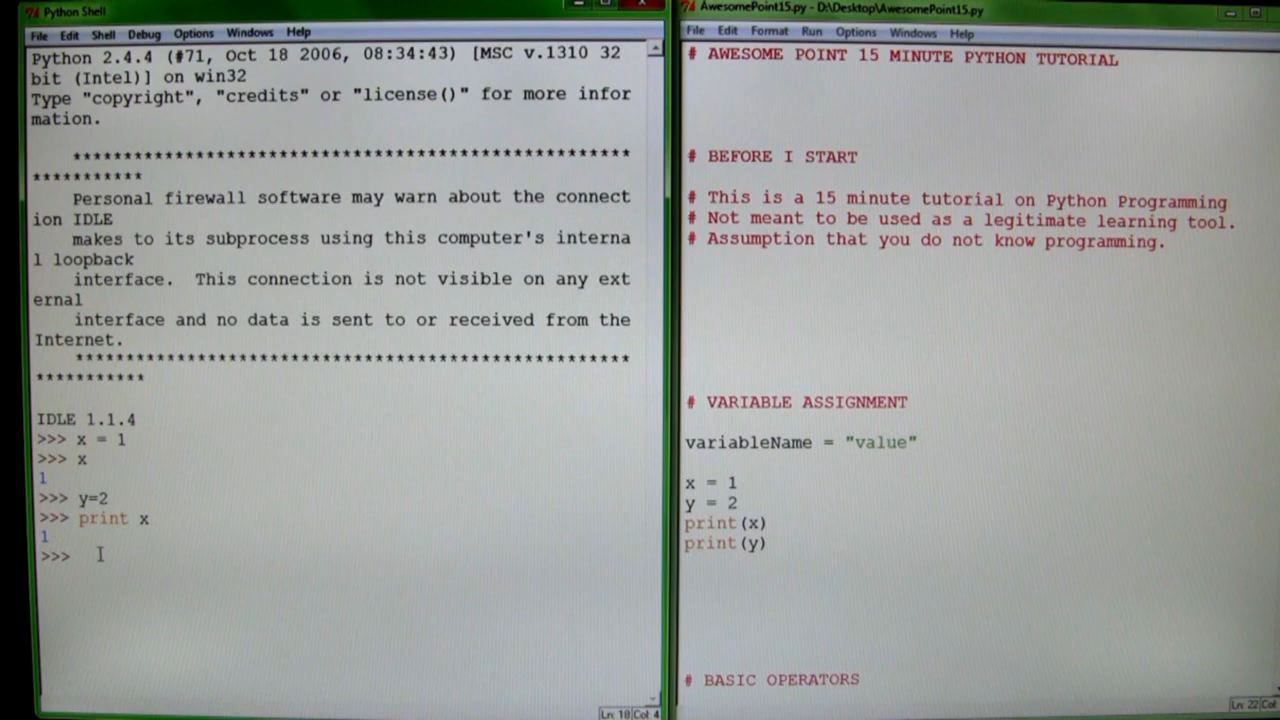 Python Shell
File Edit Shell Debug Options Windows Help
Python 2.4.4 (#71, Oct 18 2006, 08:34:43) [MSC v.1310 32
bit (Intel)] on win32
Type "copyright", "credits" or "license()" for more infor
mation.
*******************************************************
***********
Personal firewall software may warn about the connect
ion IDLE
makes to its subprocess using this computer's interna
l loopback
interface. This connection is not visible on any ext
ernal
interface and no data is sent to or received from the
Internet.
*******************************************************
***********
IDLE 1.1.4
>>> x = 1
>>> x
1
>>> y=2
>>> print x
1
>>>
Ln: 18 Col: 4
AwesomePoint15.py - D:\Desktop\AwesomePoint15.py
File Edit Format Run Options Windows Help
# AWESOME POINT 15 MINUTE PYTHON TUTORIAL
# BEFORE I START
# This is a 15 minute tutorial on Python Programming
# Not meant to be used as a legitimate learning tool.
# Assumption that you do not know programming.
# VARIABLE ASSIGNMENT
variableName = "value"
x = 1
y = 2
print(x)
print(y)
# BASIC OPERATORS
Ln: 22 Col